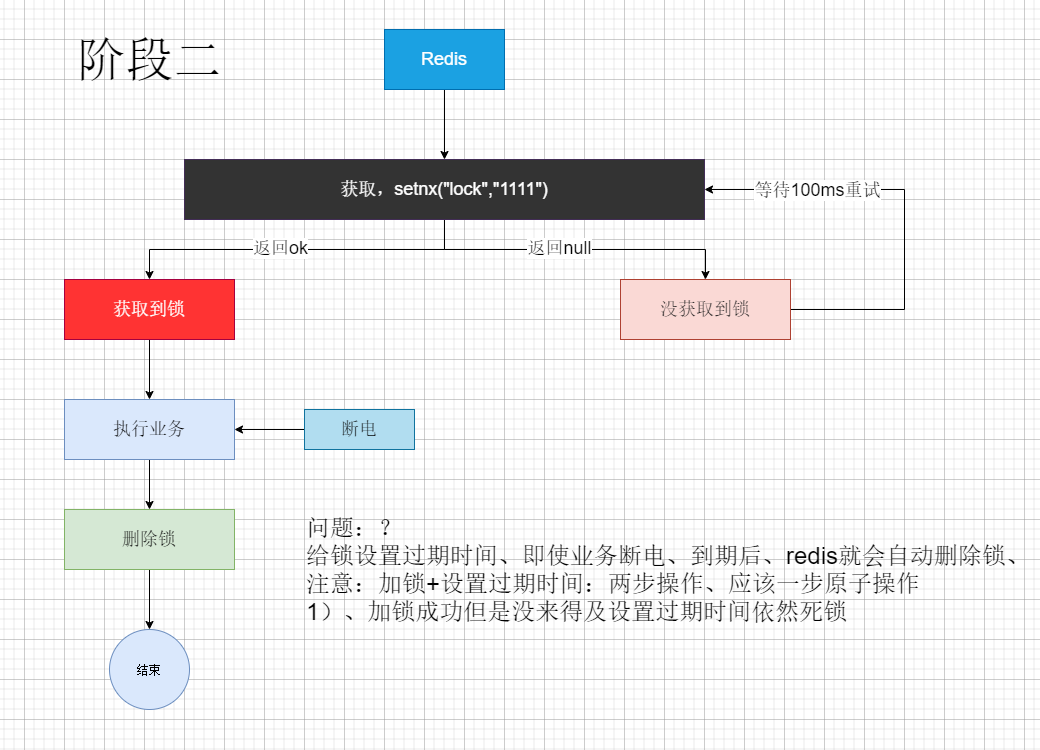 阶段二
Redis
获取，setnx("lock","1111")
等待100ms重试
返回ok
返回null
获取到锁
没获取到锁
执行业务
断电
删除锁
问题：？
给锁设置过期时间、即使业务断电、到期后、redis就会自动删除锁、
注意：加锁+设置过期时间：两步操作、应该一步原子操作
1）、加锁成功但是没来得及设置过期时间依然死锁
结束